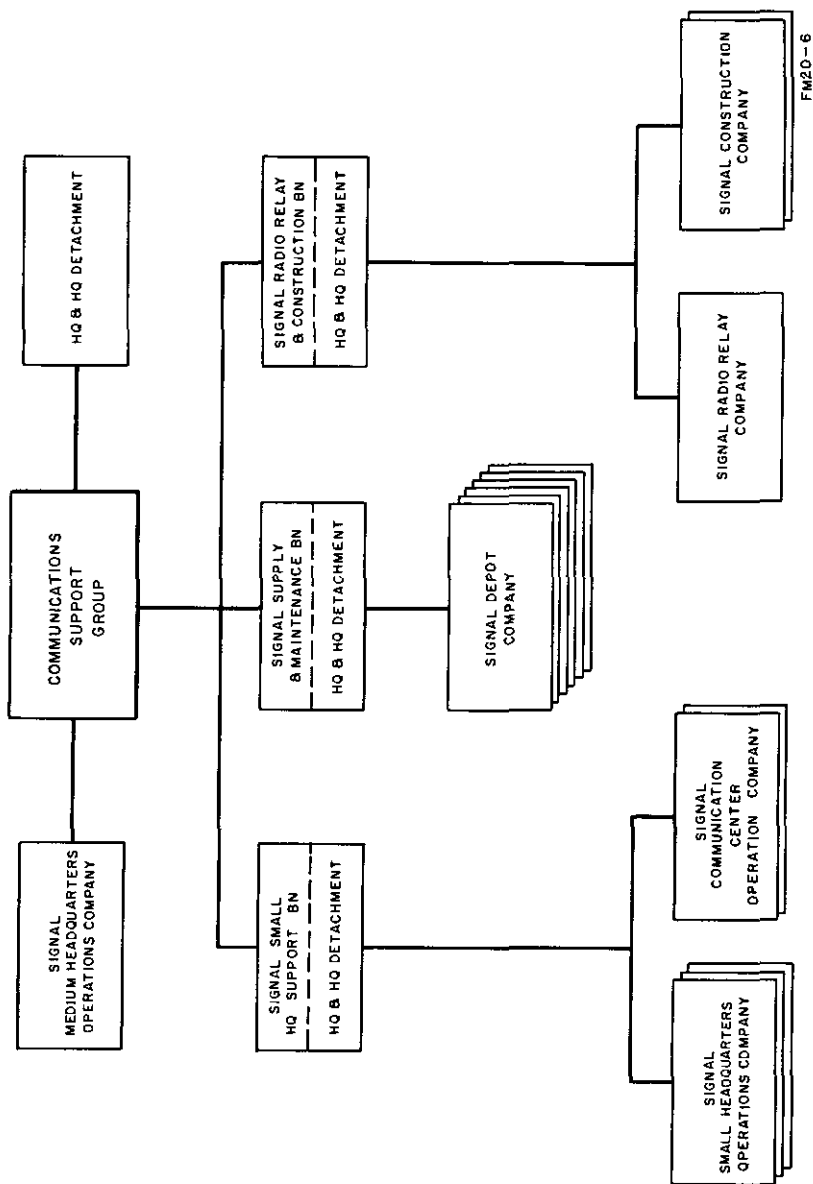 COMMUNICATIONS
SUPPORT
GROUP
SIGNAL
MEDIUM HEADQUARTERS
OPERATIONS COMPANY
HQ & HQ DETACHMENT
SIGNAL SMALL
HQ SUPPORT BN
HQ & HQ DETACHMENT
SIGNAL SUPPLY
& MAINTENANCE BN
HQ & HQ DETACHMENT
SIGNAL RADIO RELAY
& CONSTRUCTION BN
HQ & HQ DETACHMENT
SIGNAL
SMALL HEADQUARTERS
OPERATIONS COMPANY
SIGNAL
COMMUNICATION
CENTER
OPERATION COMPANY
SIGNAL DEPOT
COMPANY
SIGNAL RADIO RELAY
COMPANY
SIGNAL CONSTRUCTION
COMPANY
FM20-6